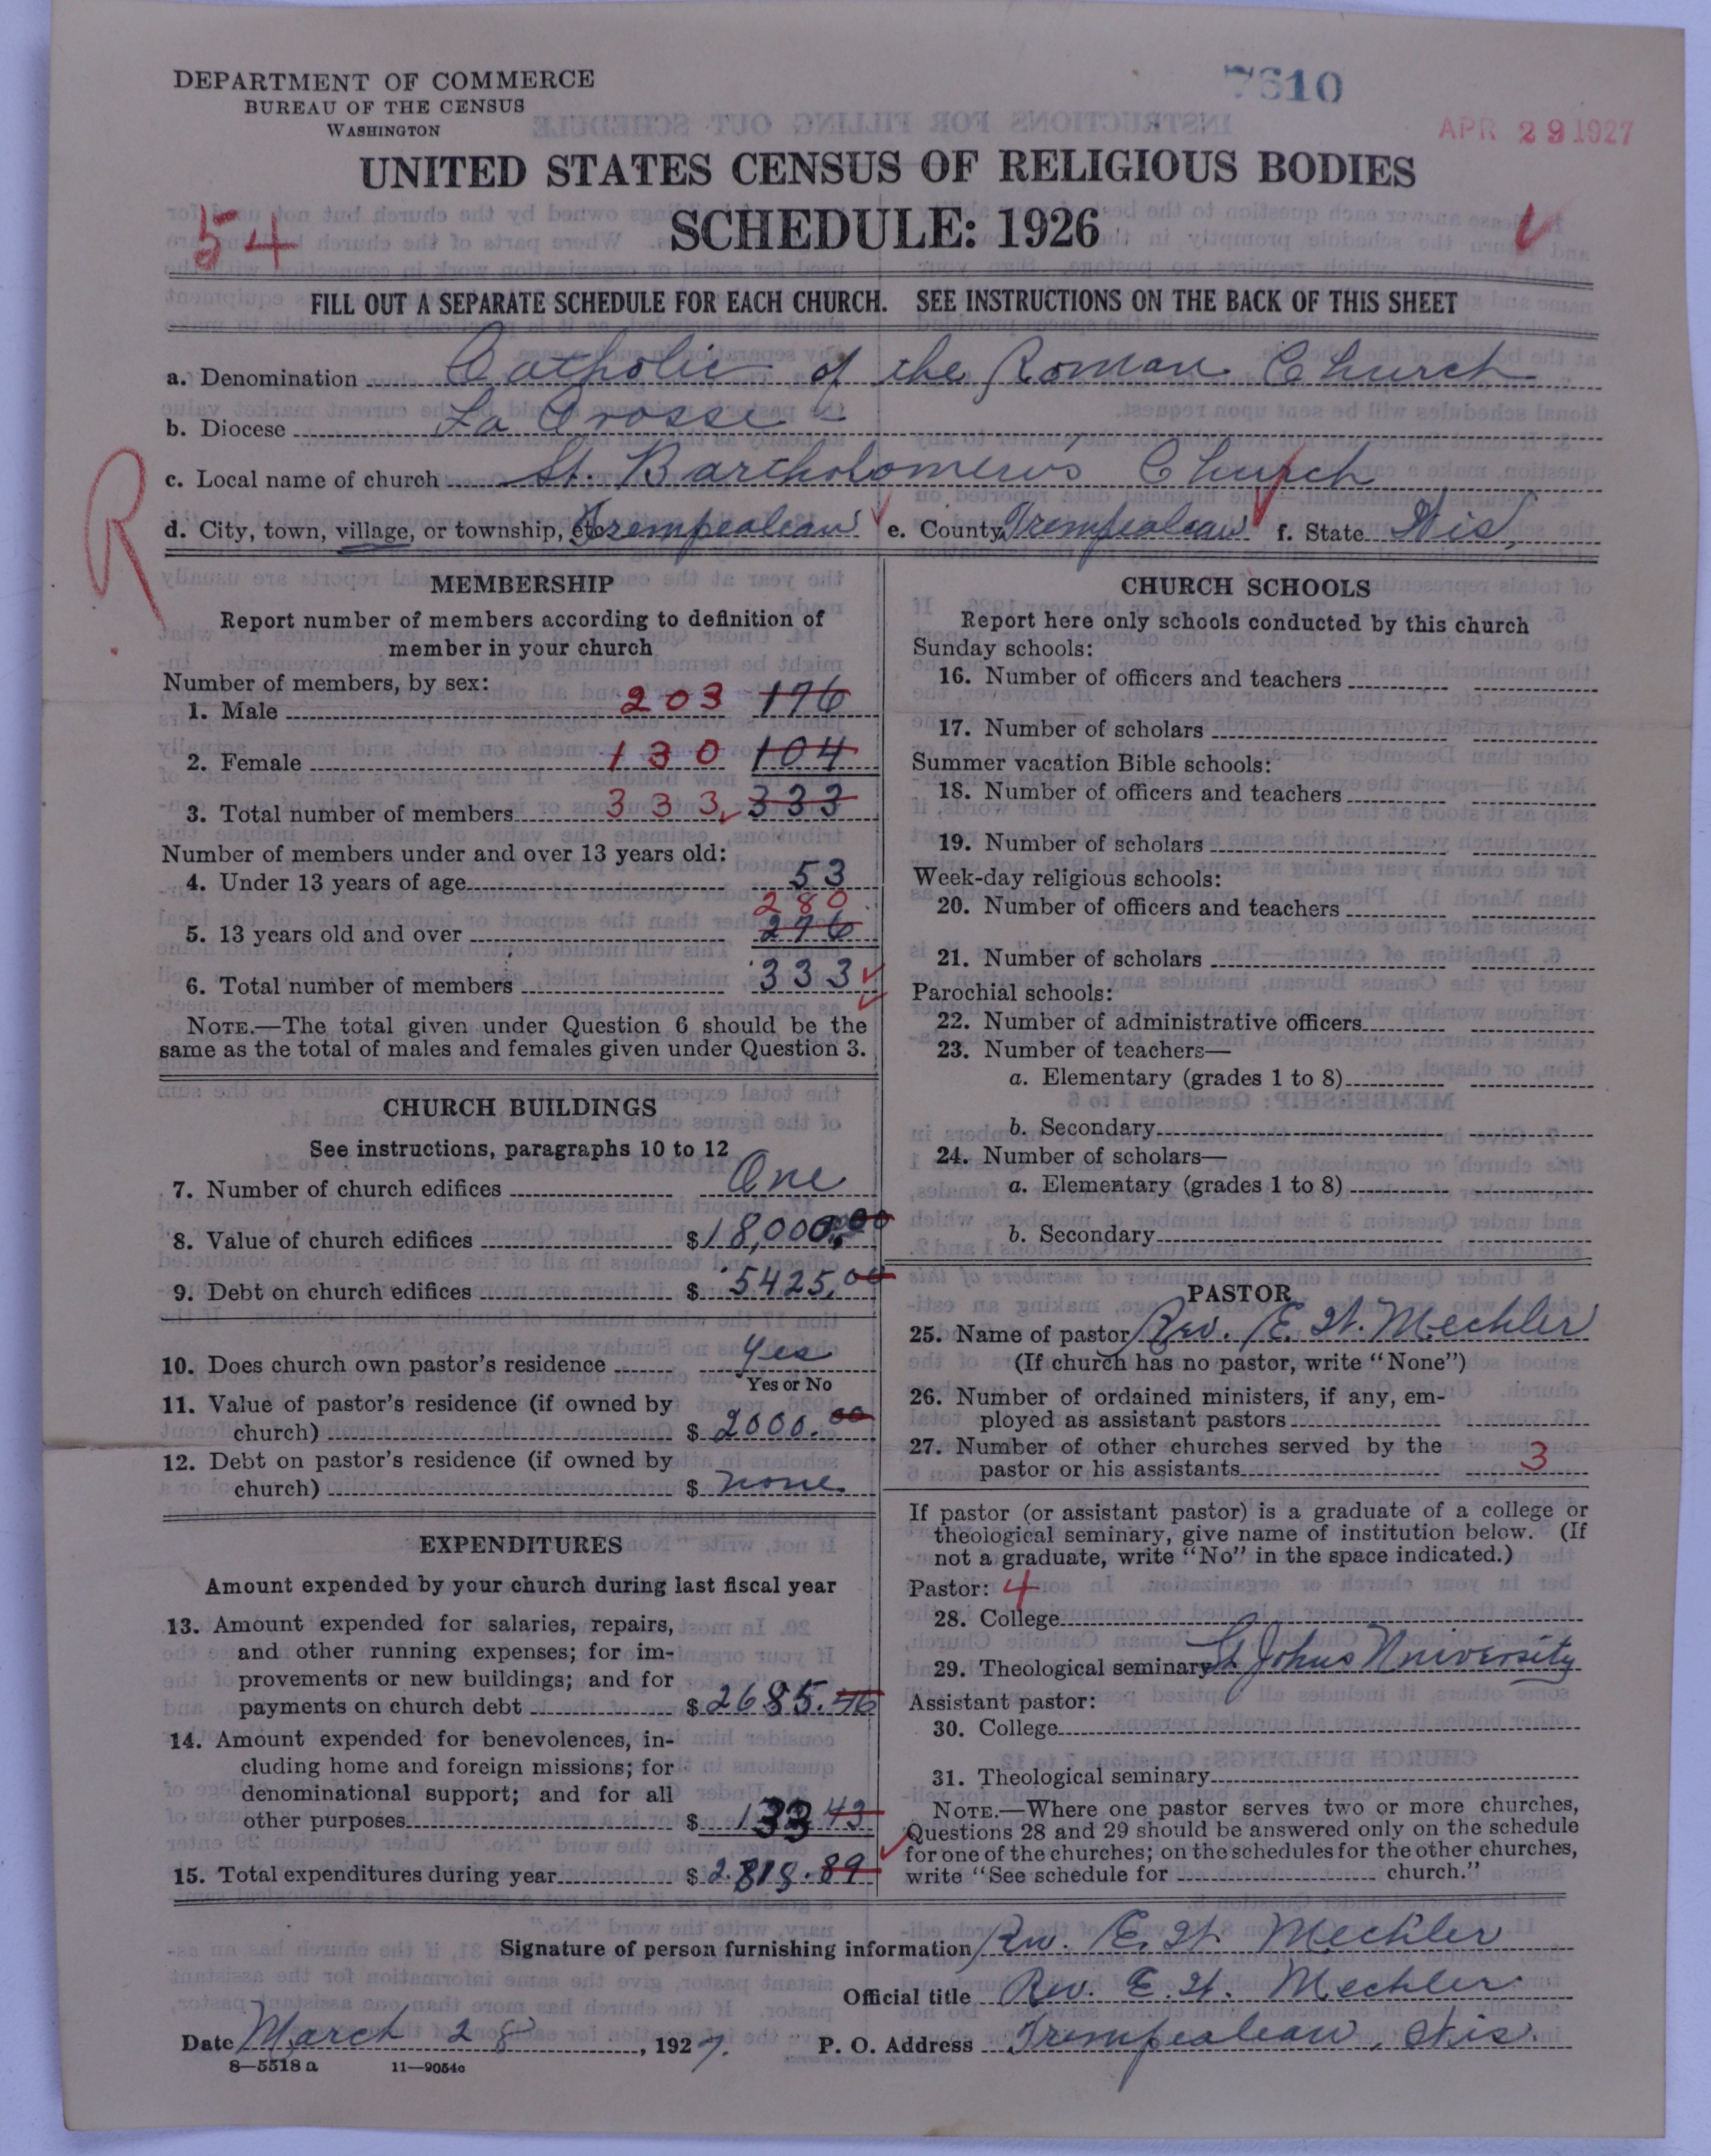 DEPARTMENT OF COMMERCE
BUREAU OF THE CENSUS
WASHINGTON
7610
APR 29 1927
UNITED STATES CENSUS OF RELIGIOUS BODIES
SCHEDULE: 1926
54
FILL OUT A SEPARATE SCHEDULE FOR EACH CHURCH. SEE INSTRUCTIONS ON THE BACK OF THIS SHEET
a. Denomination Catholic of the Roman Church
b. Diocese La Crosse
c. Local name of church St. Bartholomew's Church
R
d. City, town, village, or township, etc. Trempealeau e. County Trempealeau f. State Wis.
MEMBERSHIP
Report number of members according to definition of
member in your church
Number of members, by sex:
1. Male 203 176
2. Female 130 104
3. Total number of members 333 333
Number of members under and over 13 years old:
4. Under 13 years of age 53
280
5. 13 years old and over 276
6. Total number of members 333
NOTE.—The total given under Question 6 should be the
same as the total of males and females given under Question 3.
CHURCH BUILDINGS
See instructions, paragraphs 10 to 12
7. Number of church edifices One
8. Value of church edifices $18,000.00
9. Debt on church edifices $ 5425.00
10. Does church own pastor's residence Yes
Yes or No
11. Value of pastor's residence (if owned by
church) $ 2000.00
12. Debt on pastor's residence (if owned by
church) $ none
EXPENDITURES
Amount expended by your church during last fiscal year
13. Amount expended for salaries, repairs,
and other running expenses; for im-
provements or new buildings; and for
payments on church debt $ 2685.46
14. Amount expended for benevolences, in-
cluding home and foreign missions; for
denominational support; and for all
other purposes $ 133 43
15. Total expenditures during year $ 2.818.89
CHURCH SCHOOLS
Report here only schools conducted by this church
Sunday schools:
16. Number of officers and teachers
17. Number of scholars
Summer vacation Bible schools:
18. Number of officers and teachers
19. Number of scholars
Week-day religious schools:
20. Number of officers and teachers
21. Number of scholars
Parochial schools:
22. Number of administrative officers
23. Number of teachers—
a. Elementary (grades 1 to 8)
b. Secondary
24. Number of scholars—
a. Elementary (grades 1 to 8)
b. Secondary
PASTOR
25. Name of pastor Rev. E. W. Mechler
(If church has no pastor, write "None")
26. Number of ordained ministers, if any, em-
ployed as assistant pastors
27. Number of other churches served by the
pastor or his assistants 3
If pastor (or assistant pastor) is a graduate of a college or
theological seminary, give name of institution below. (If
not a graduate, write "No" in the space indicated.)
Pastor: 4
28. College
29. Theological seminary St Johns University
Assistant pastor:
30. College
31. Theological seminary
NOTE.—Where one pastor serves two or more churches,
Questions 28 and 29 should be answered only on the schedule
for one of the churches; on the schedules for the other churches,
write "See schedule for church."
Signature of person furnishing information Rev. E. W. Mechler
Official title Rev. E. W. Mechler
Date March 28, 1927. P. O. Address Trempealeau, Wis.
8—5518 a 11—9054c